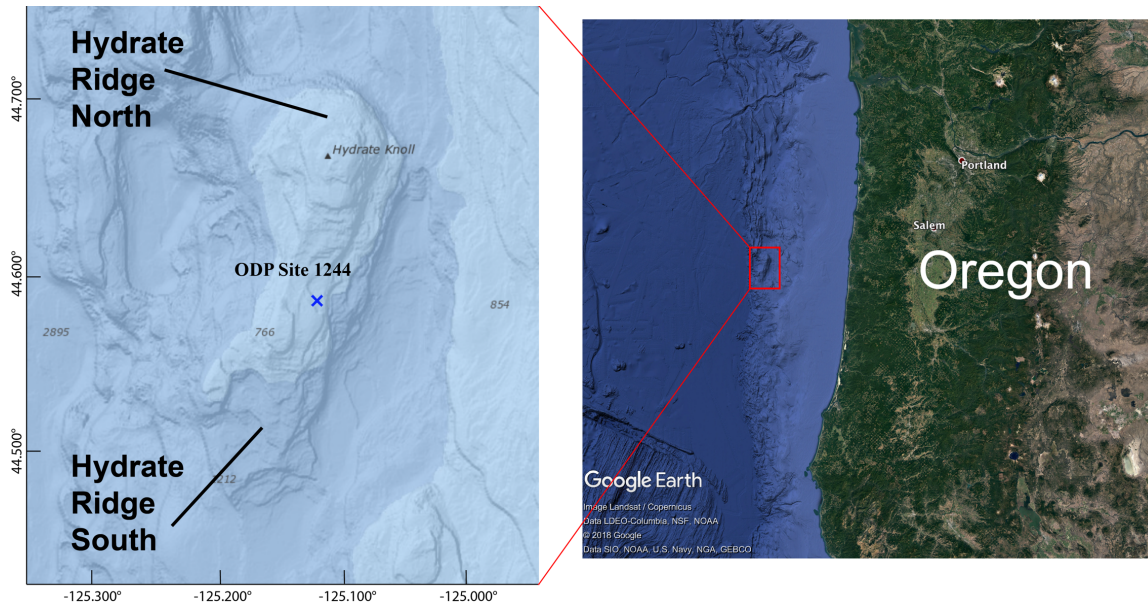 Hydrate
Ridge
North
44.700°
Hydrate Knoll
44.600°
ODP Site 1244
2895
766
854
44.500°
Hydrate
Ridge
South
212
-125.300°
-125.200°
-125.100°
-125.000°
Portland
Salem
Oregon
Google Earth
Image Landsat / Copernicus
Data LDEO-Columbia, NSF, NOAA
© 2018 Google
Data SIO, NOAA, U.S. Navy, NGA, GEBCO